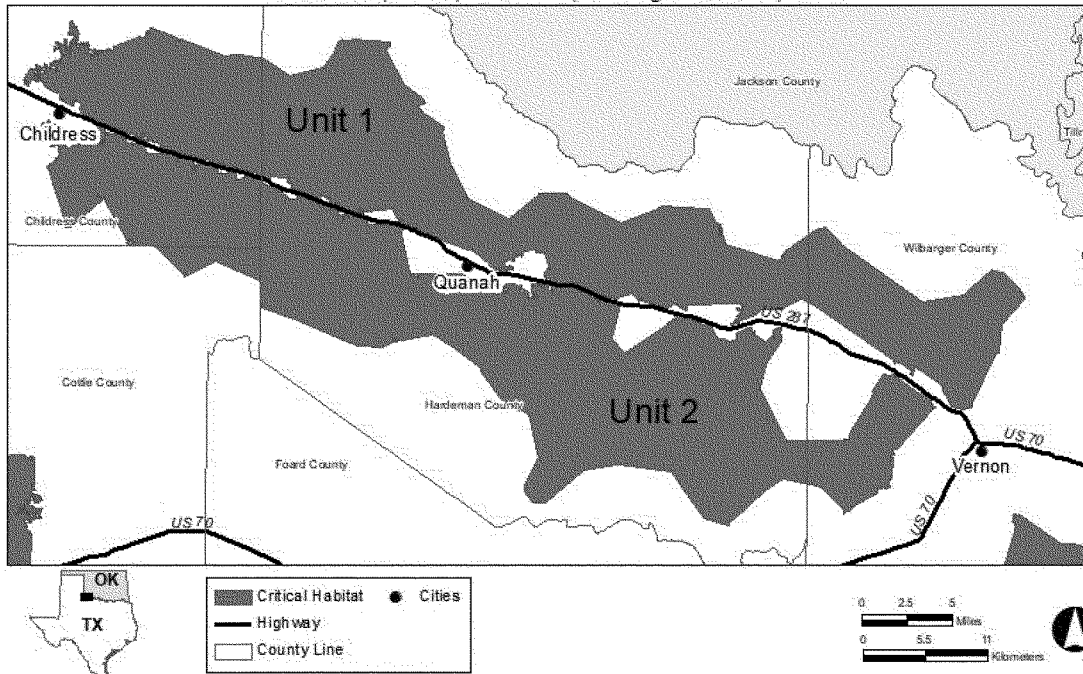 Jackson County
Unit 1
Childress
Childress County
Wilbarger County
Quanah
US 287
Cottle County
Hardeman County
Unit 2
Foard County
US 70
Vernon
US 70
US 70
OK
TX
Critical Habitat
Cities
Highway
County Line
0 2.5 5
Miles
0 5.5 11
Kilometers